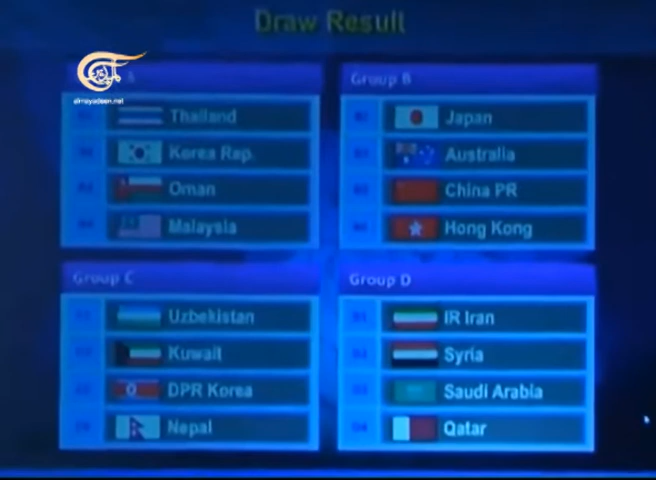 Draw Result
almayadeen.net
A
Thailand
Korea Rep.
Oman
Malaysia
Group B
Japan
Australia
China PR
Hong Kong
Group C
Uzbekistan
Kuwait
DPR Korea
Nepal
Group D
IR Iran
Syria
Saudi Arabia
Qatar